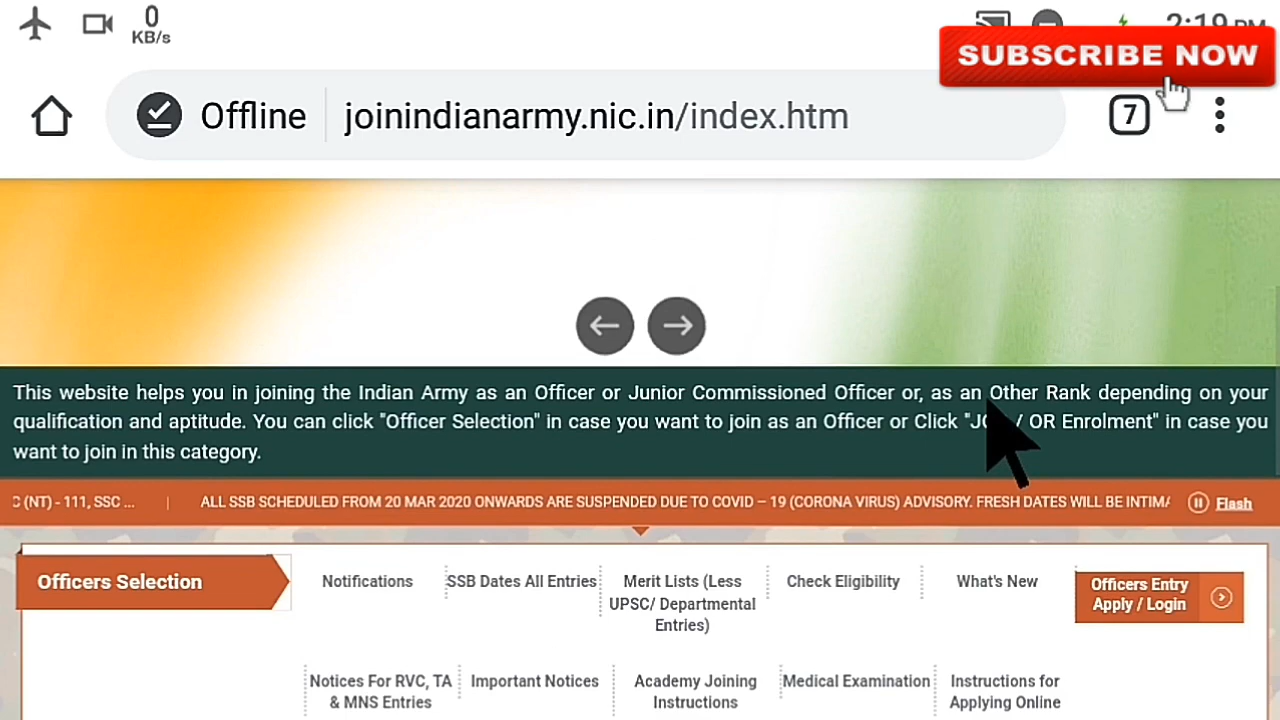 0
KB/s
2:19 PM
SUBSCRIBE NOW
Offline
joinindianarmy.nic.in/index.htm
7
This website helps you in joining the Indian Army as an Officer or Junior Commissioned Officer or, as an Other Rank depending on your
qualification and aptitude. You can click "Officer Selection" in case you want to join as an Officer or Click OR Enrolment" in case you
want to join in this category.
(NT) - 111, SSC ...
ALL SSB SCHEDULED FROM 20 MAR 2020 ONWARDS ARE SUSPENDED DUE TO COVID – 19 (CORONA VIRUS) ADVISORY. FRESH DATES WILL BE
Flash
Officers Selection
Notifications
SSB Dates All Entries
Merit Lists (Less
UPSC/ Departmental
Entries)
Check Eligibility
What's New
Officers Entry
Apply / Login
Notices For RVC, TA
& MNS Entries
Important Notices
Academy Joining
Instructions
Medical Examination
Instructions for
Applying Online